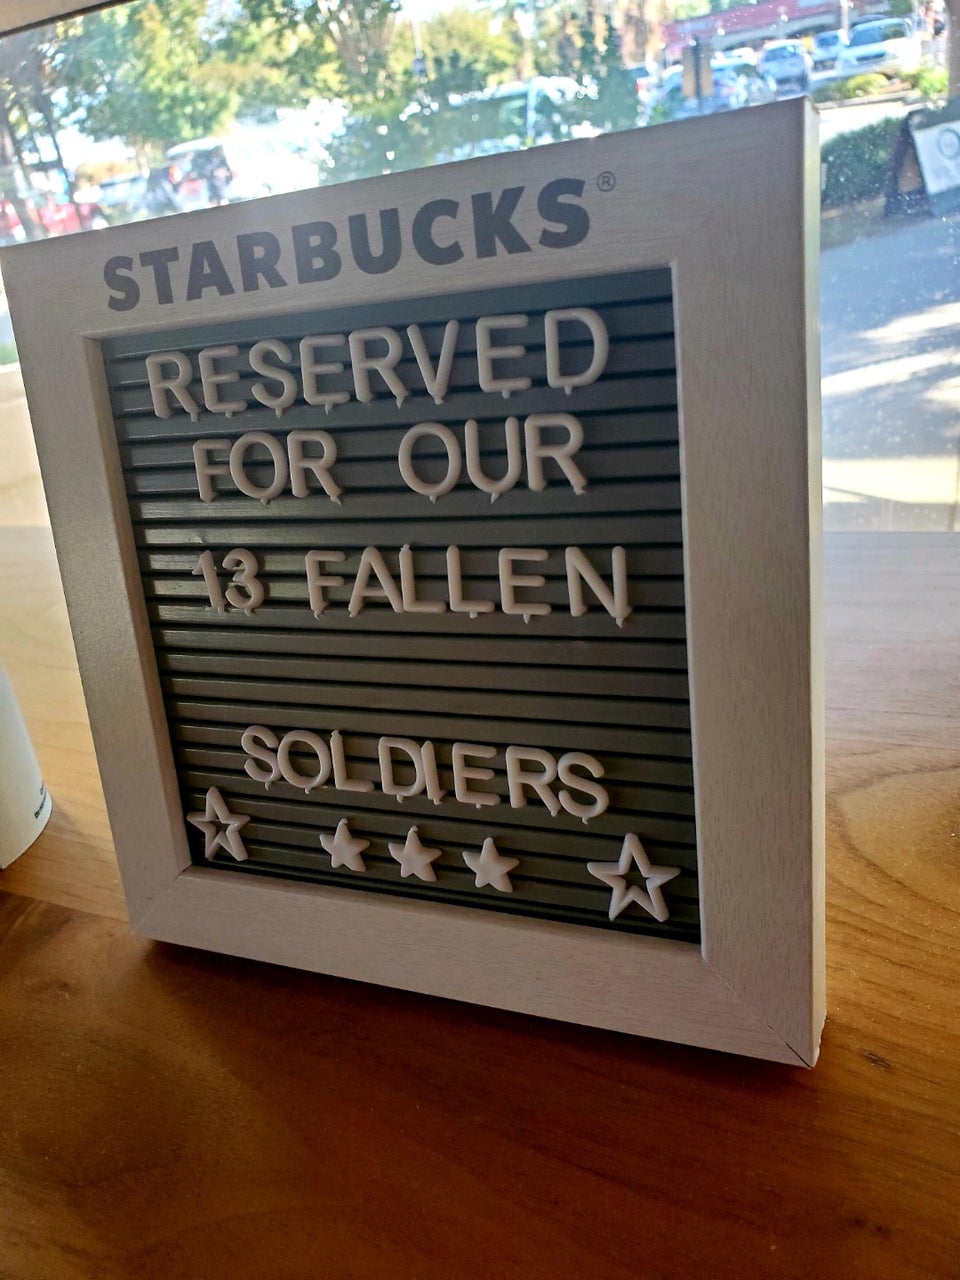 STARBUCKS®
RESERVED
FOR OUR
13 FALLEN
SOLDIERS